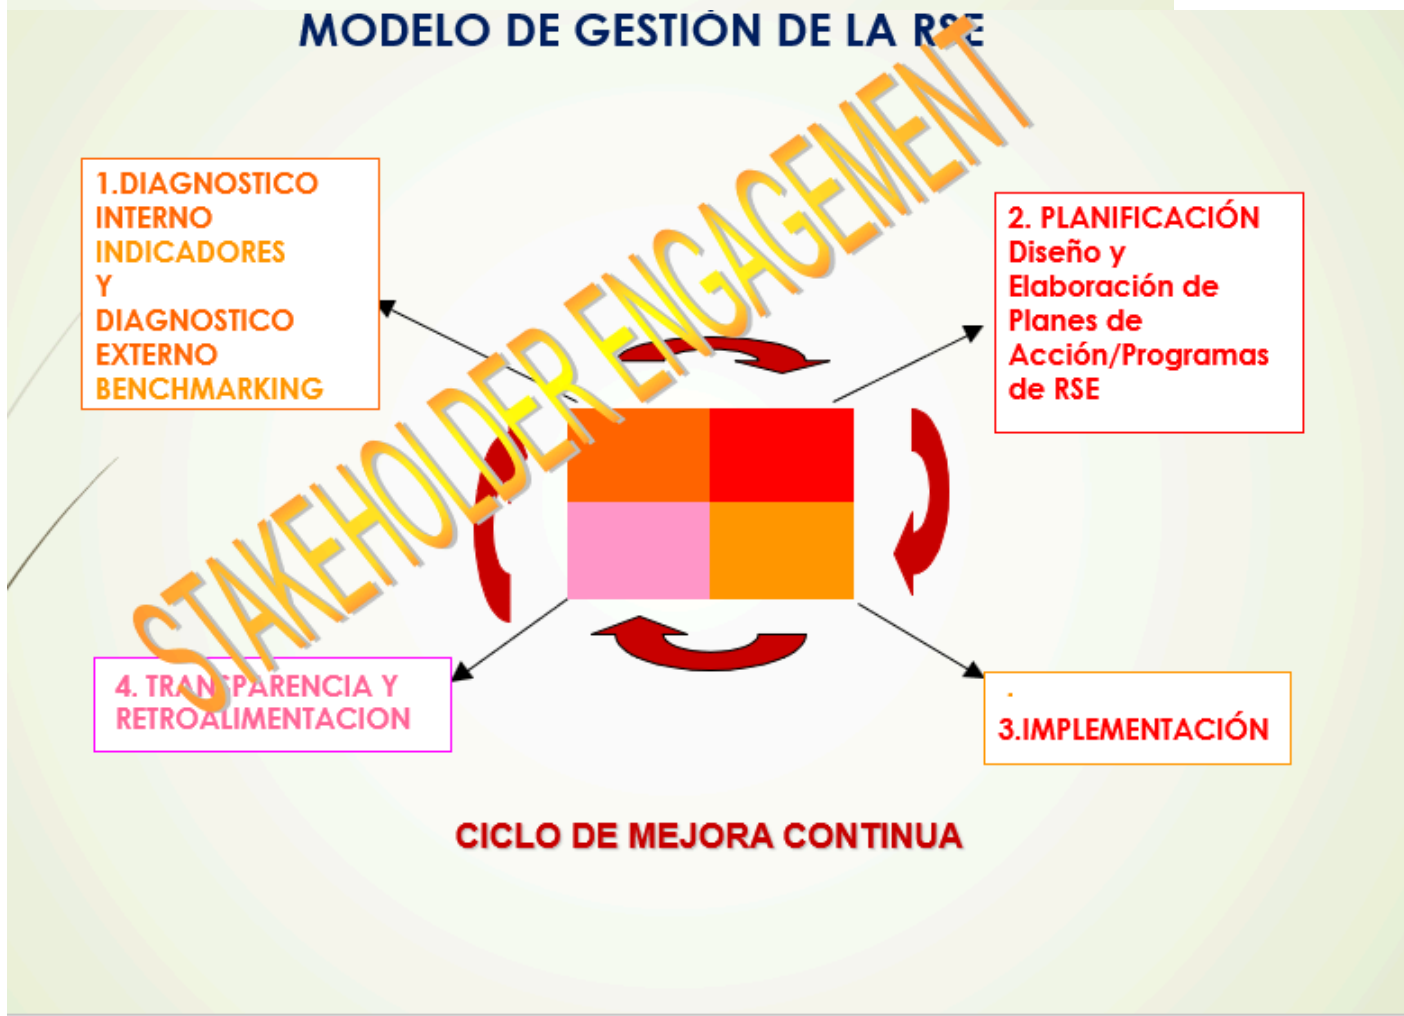 MODELO DE GESTIÓN DE LA RSE
STAKEHOLDER ENGAGEMENT
1.DIAGNOSTICO
INTERNO
INDICADORES
Y
DIAGNOSTICO
EXTERNO
BENCHMARKING
2. PLANIFICACIÓN
Diseño y
Elaboración de
Planes de
Acción/Programas
de RSE
.
3.IMPLEMENTACIÓN
4. TRANSPARENCIA Y
RETROALIMENTACION
CICLO DE MEJORA CONTINUA